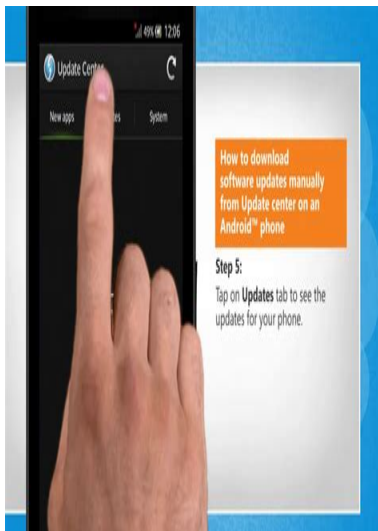 49% 12:06
Update Center
New apps System
How to download
software updates manually
from Update center on an
Android™ phone
Step 5:
Tap on Updates tab to see the
updates for your phone.